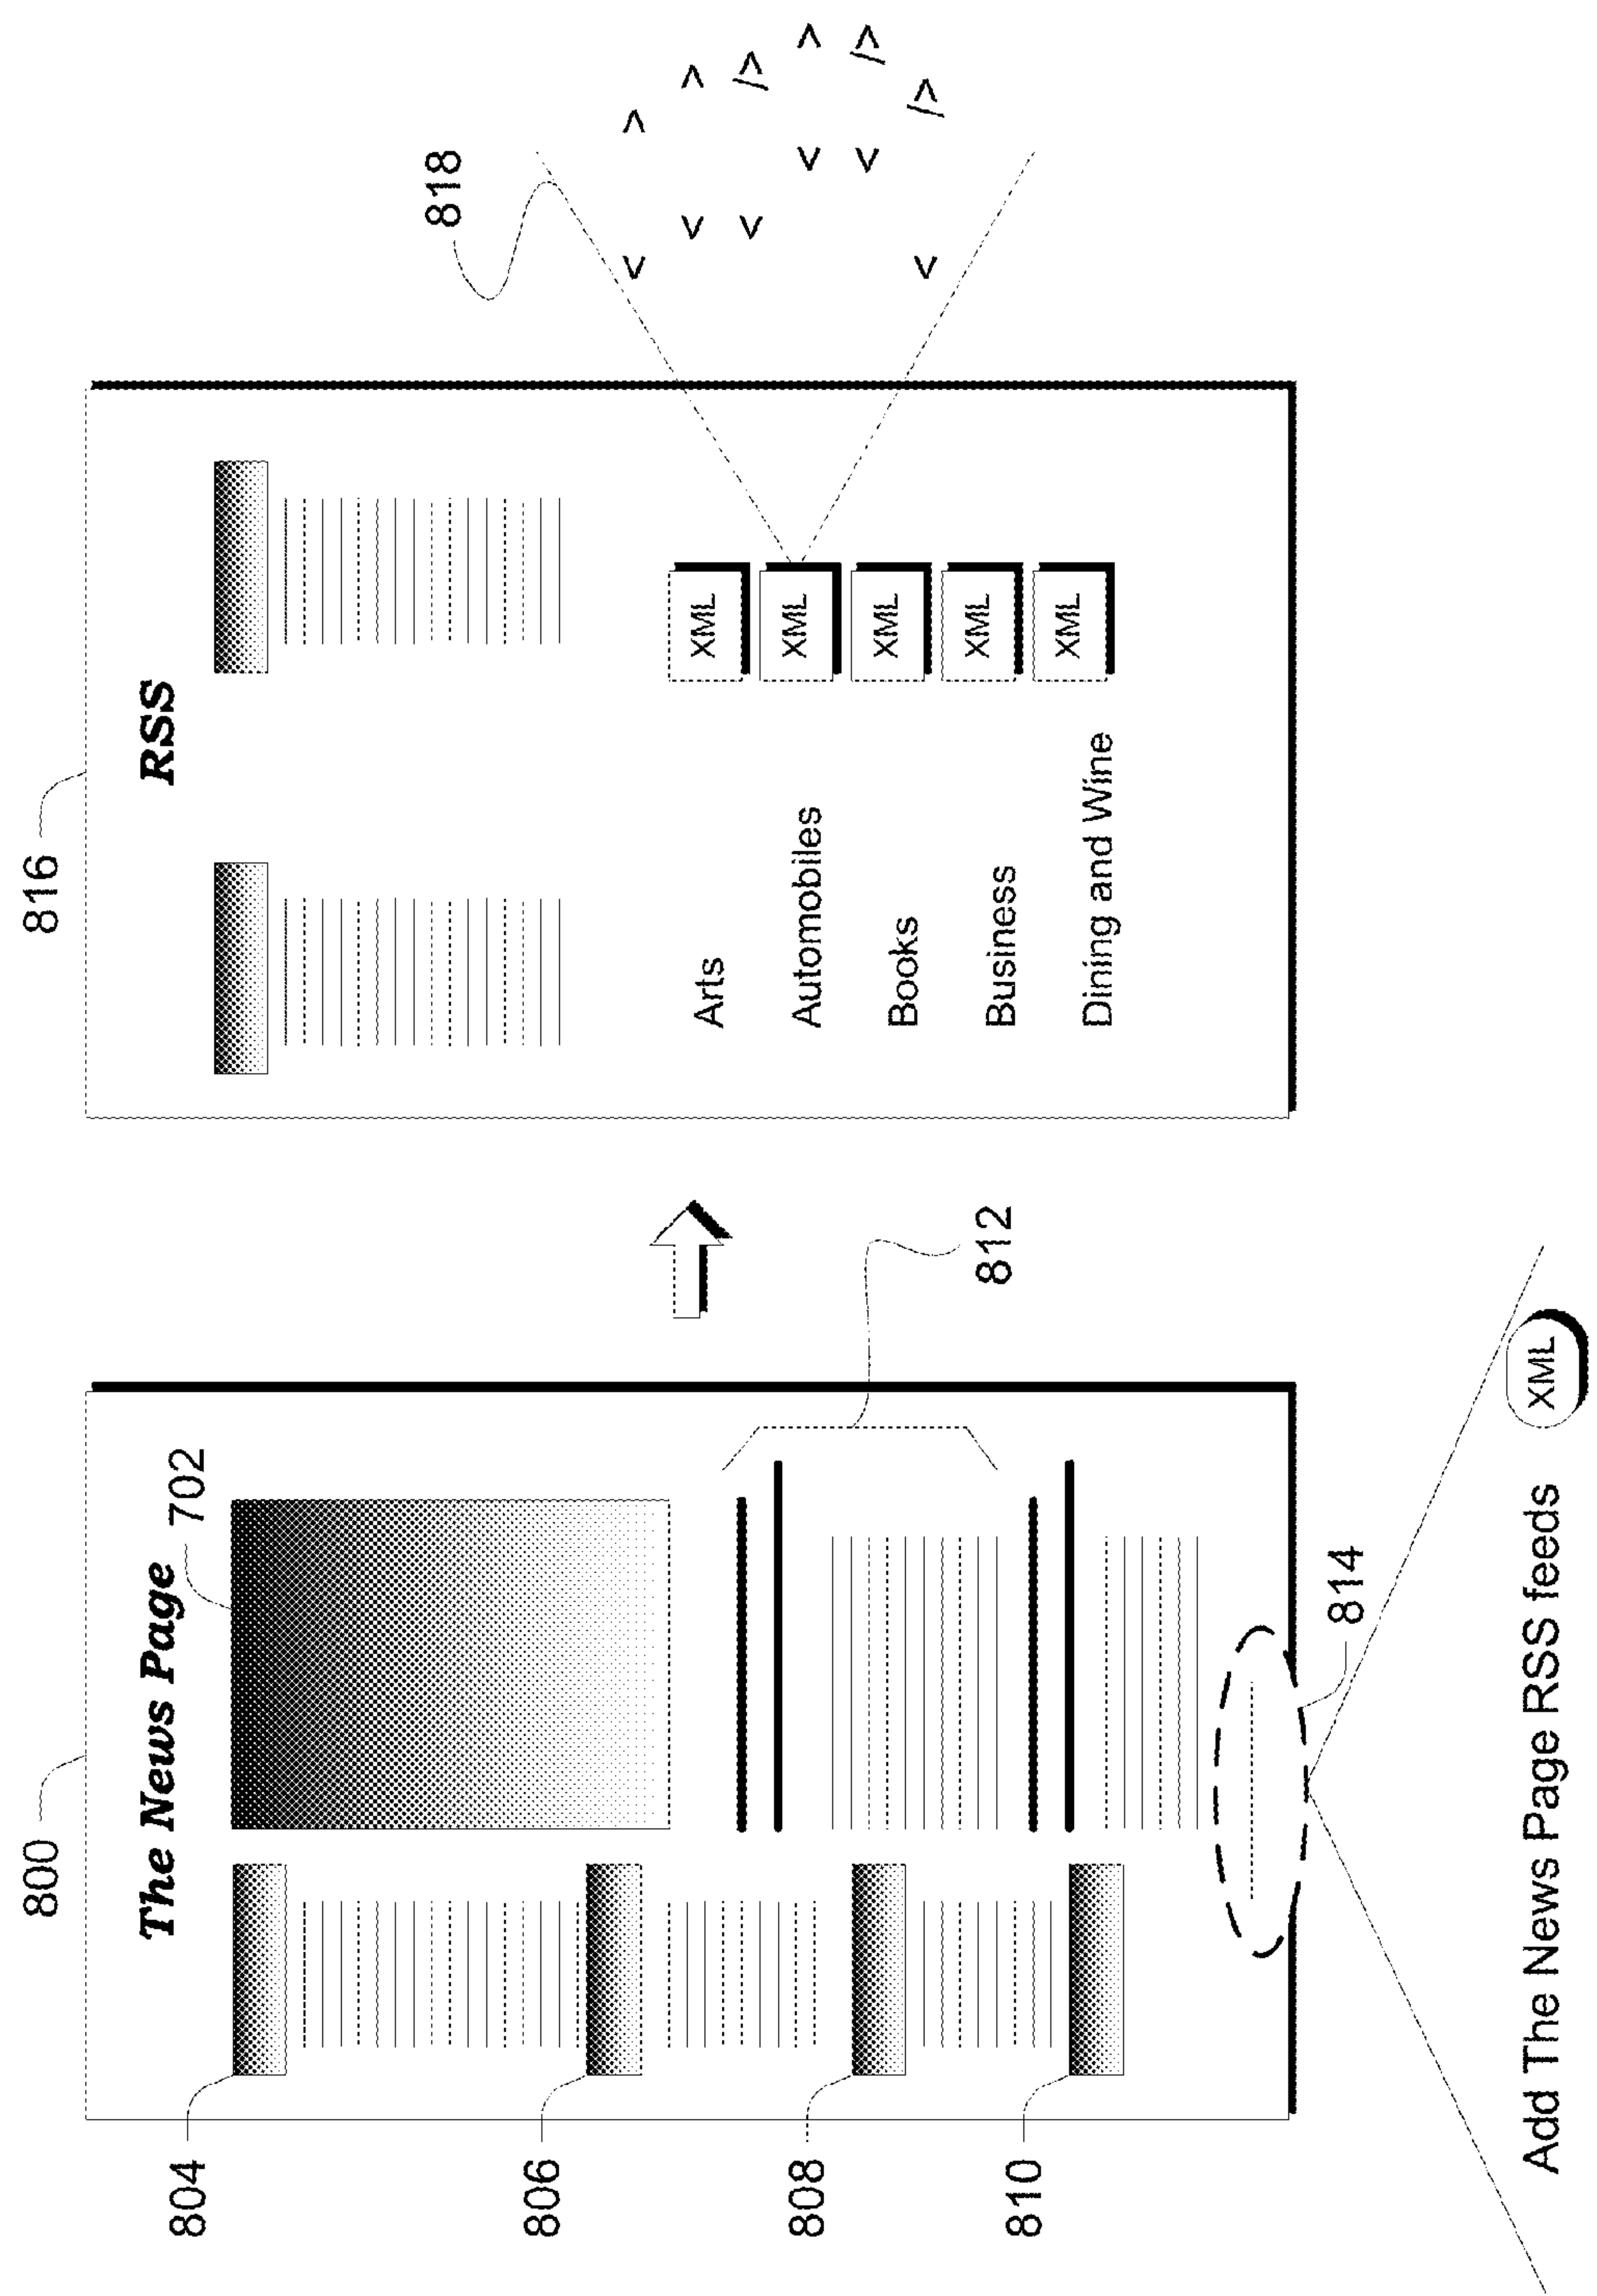 800
The News Page
702
804
806
808
810
812
814
Add The News Page RSS feeds XML
816
RSS
Arts XML
Automobiles XML
Books XML
Business XML
Dining and Wine XML
818
< >
< >
< />
< >
< />
< />